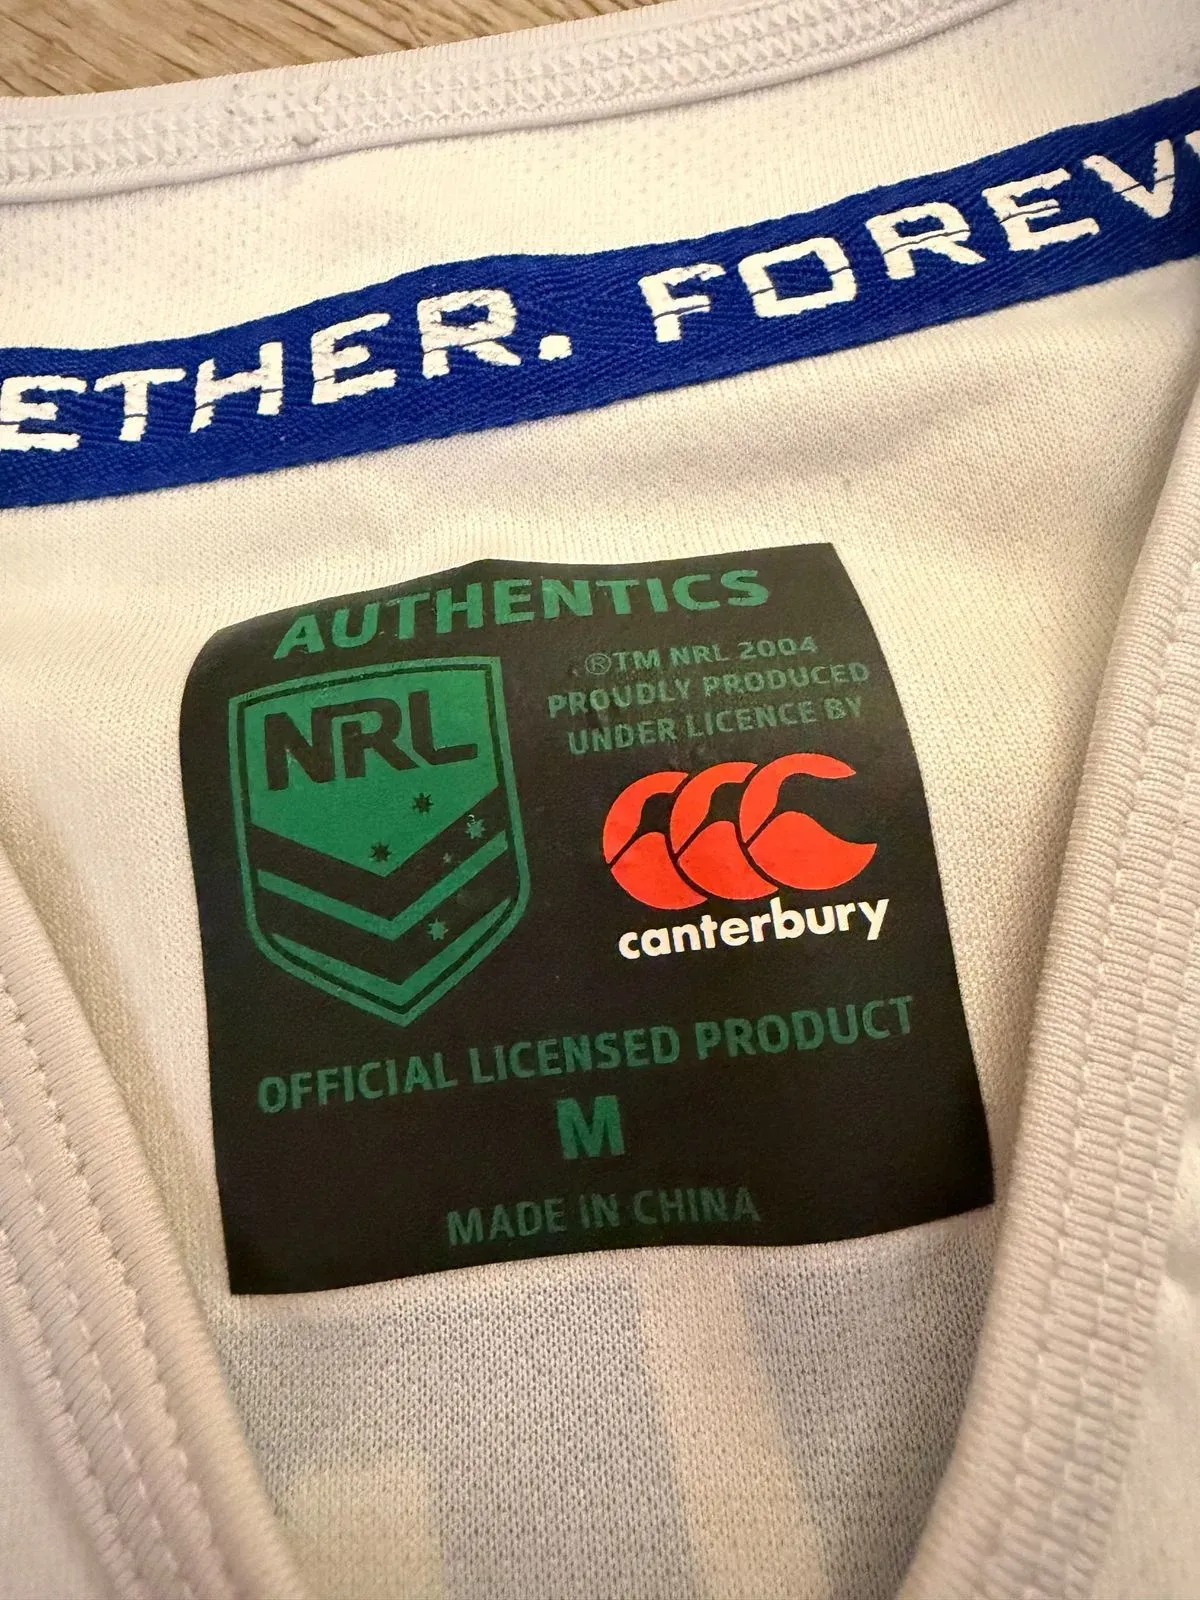 ETHER. FOREV
AUTHENTICS
NRL
®TM NRL 2004
PROUDLY PRODUCED
UNDER LICENCE BY
canterbury
OFFICIAL LICENSED PRODUCT
M
MADE IN CHINA